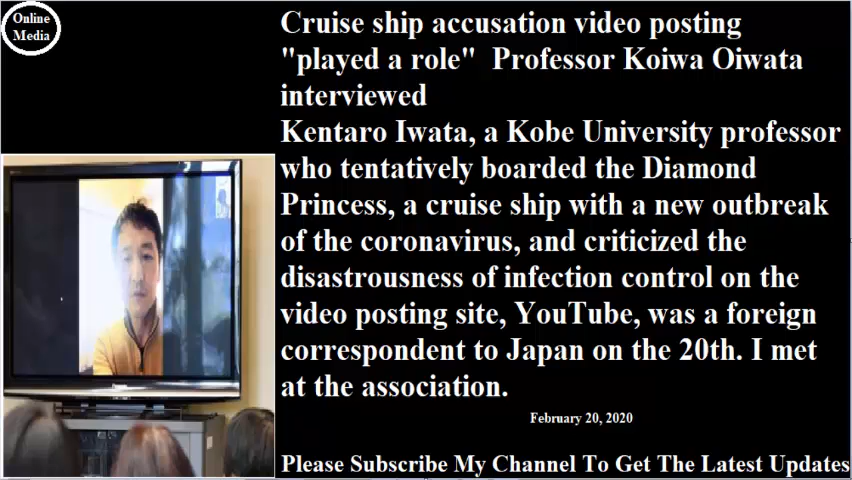 Online
Media
Cruise ship accusation video posting
"played a role" Professor Koiwa Oiwata
interviewed
Kentaro Iwata, a Kobe University professor
who tentatively boarded the Diamond
Princess, a cruise ship with a new outbreak
of the coronavirus, and criticized the
disastrousness of infection control on the
video posting site, YouTube, was a foreign
correspondent to Japan on the 20th. I met
at the association.
February 20, 2020
Please Subscribe My Channel To Get The Latest Updates